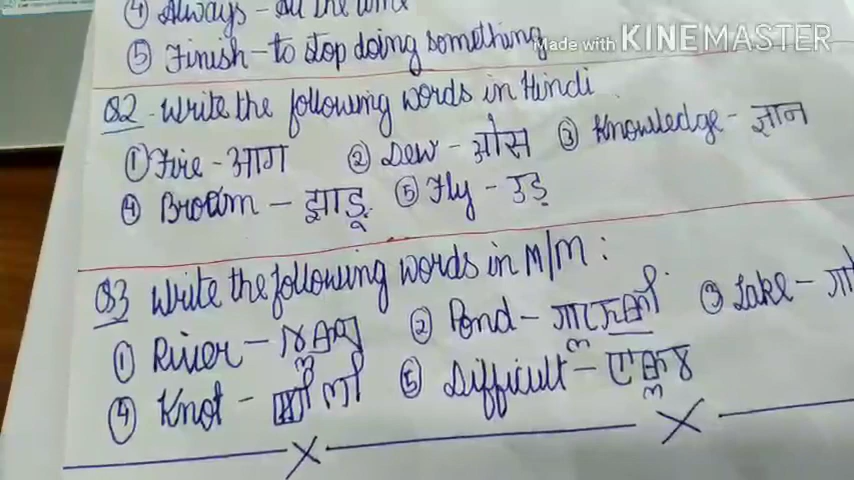 ④ Always - All the time
⑤ Finish - to stop doing something
Made with KINEMASTER
Q2. Write the following words in Hindi
① Fire - आग ② Dew - ओस ③ Knowledge - ज्ञान
④ Broom - झाड़ू ⑤ Fly - उड़
Q3 Write the following words in M/M :
① River - ② Pond - ③ Lake -
④ Knot - ⑤ Difficult -